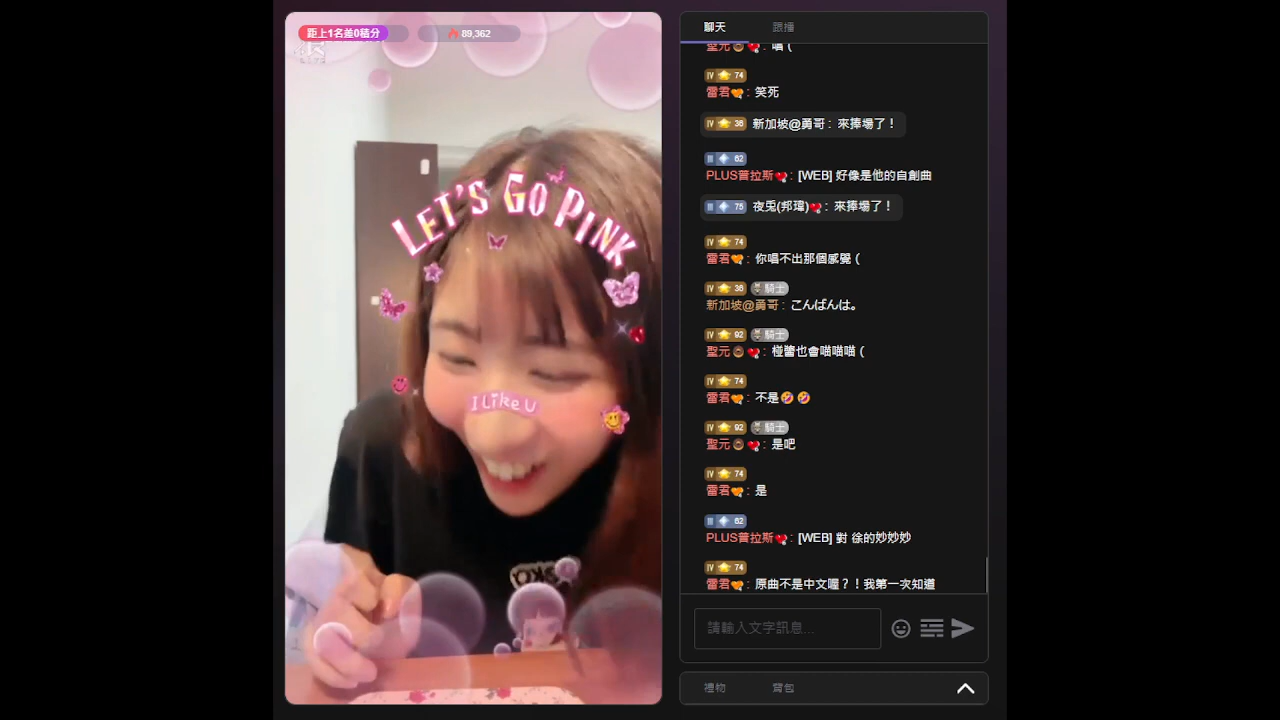 距上1名差0積分
89,362
LET'S GO PINK
I Like U
聊天
跟播
聖元: 唱 (
IV 74
雷君: 笑死
IV 38 新加坡@勇哥: 來捧場了!
III 62
PLUS普拉斯: [WEB] 好像是他的自創曲
III 75 夜兎(邦瑋): 來捧場了!
IV 74
雷君: 你唱不出那個感覺 (
IV 38 騎士
新加坡@勇哥: こんばんは。
IV 92 騎士
聖元: 椪醬也會喵喵喵 (
IV 74
雷君: 不是🤣🤣
IV 92 騎士
聖元: 是吧
IV 74
雷君: 是
III 62
PLUS普拉斯: [WEB] 對 徐的妙妙妙
IV 74
雷君: 原曲不是中文喔?!我第一次知道
請輸入文字訊息...
禮物
背包